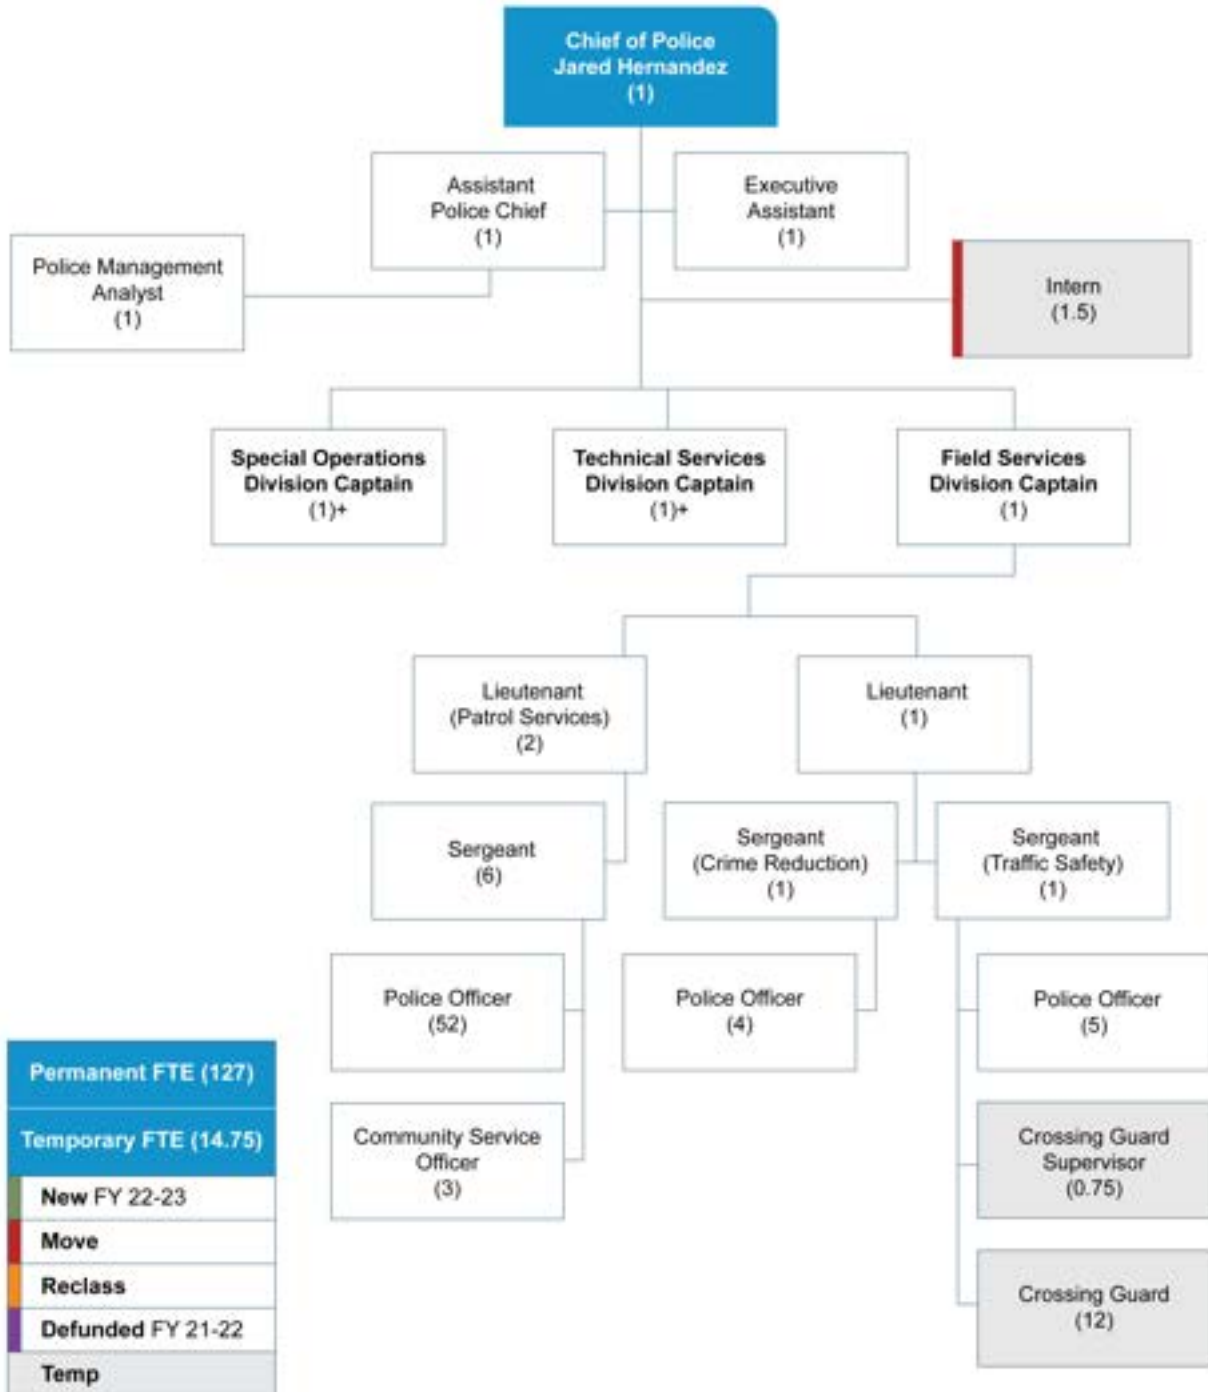 Chief of Police
Jared Hernandez
(1)
Assistant
Police Chief
(1)
Executive
Assistant
(1)
Police Management
Analyst
(1)
Intern
(1.5)
Special Operations
Division Captain
(1)+
Technical Services
Division Captain
(1)+
Field Services
Division Captain
(1)
Lieutenant
(Patrol Services)
(2)
Lieutenant
(1)
Sergeant
(6)
Sergeant
(Crime Reduction)
(1)
Sergeant
(Traffic Safety)
(1)
Police Officer
(52)
Police Officer
(4)
Police Officer
(5)
Community Service
Officer
(3)
Crossing Guard
Supervisor
(0.75)
Crossing Guard
(12)
Permanent FTE (127)
Temporary FTE (14.75)
New FY 22-23
Move
Reclass
Defunded FY 21-22
Temp